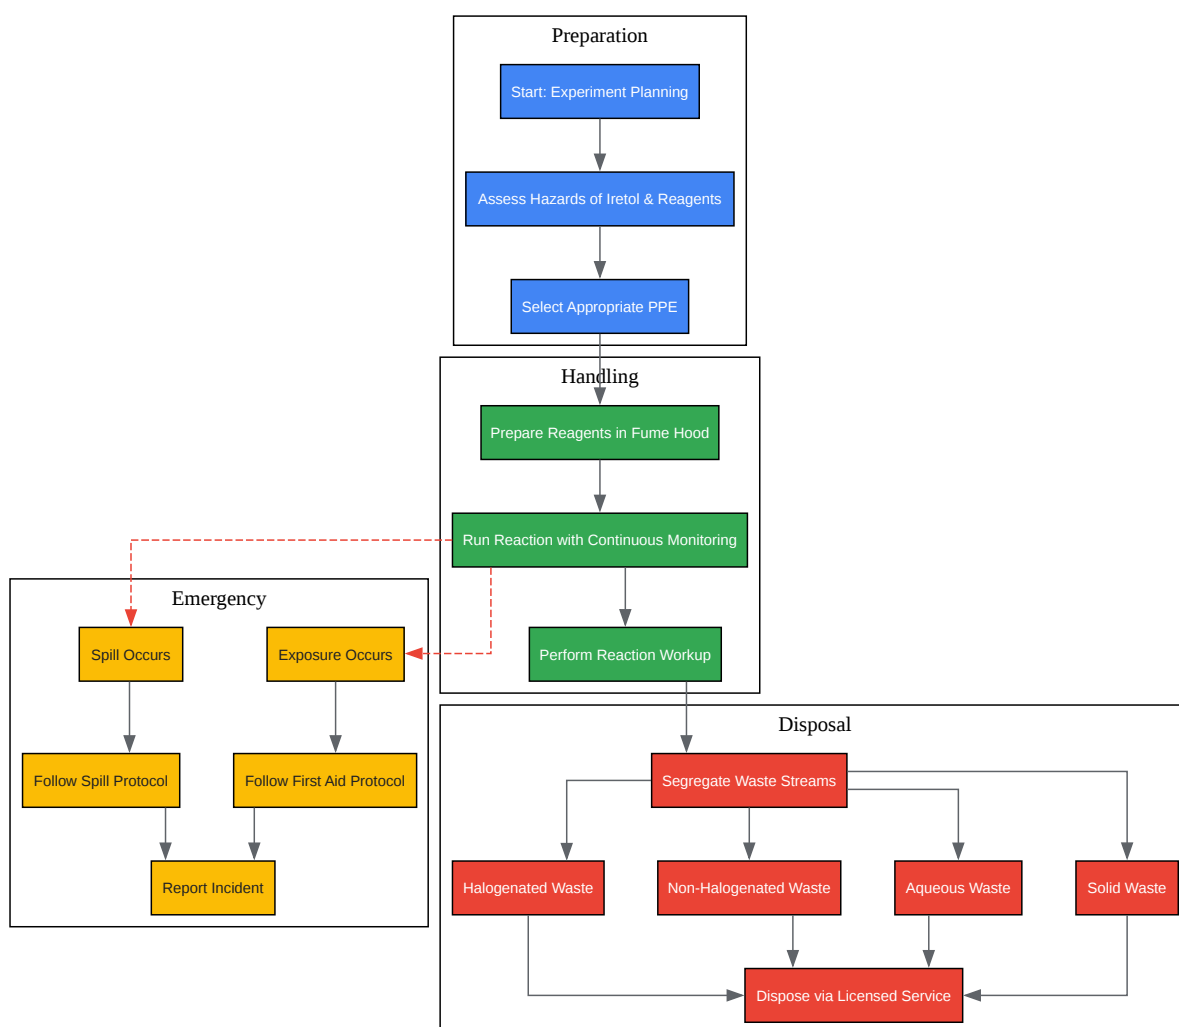 Preparation
Start: Experiment Planning
Assess Hazards of Iretol & Reagents
Select Appropriate PPE
Handling
Prepare Reagents in Fume Hood
Run Reaction with Continuous Monitoring
Perform Reaction Workup
Emergency
Spill Occurs
Exposure Occurs
Follow Spill Protocol
Follow First Aid Protocol
Report Incident
Disposal
Segregate Waste Streams
Halogenated Waste
Non-Halogenated Waste
Aqueous Waste
Solid Waste
Dispose via Licensed Service